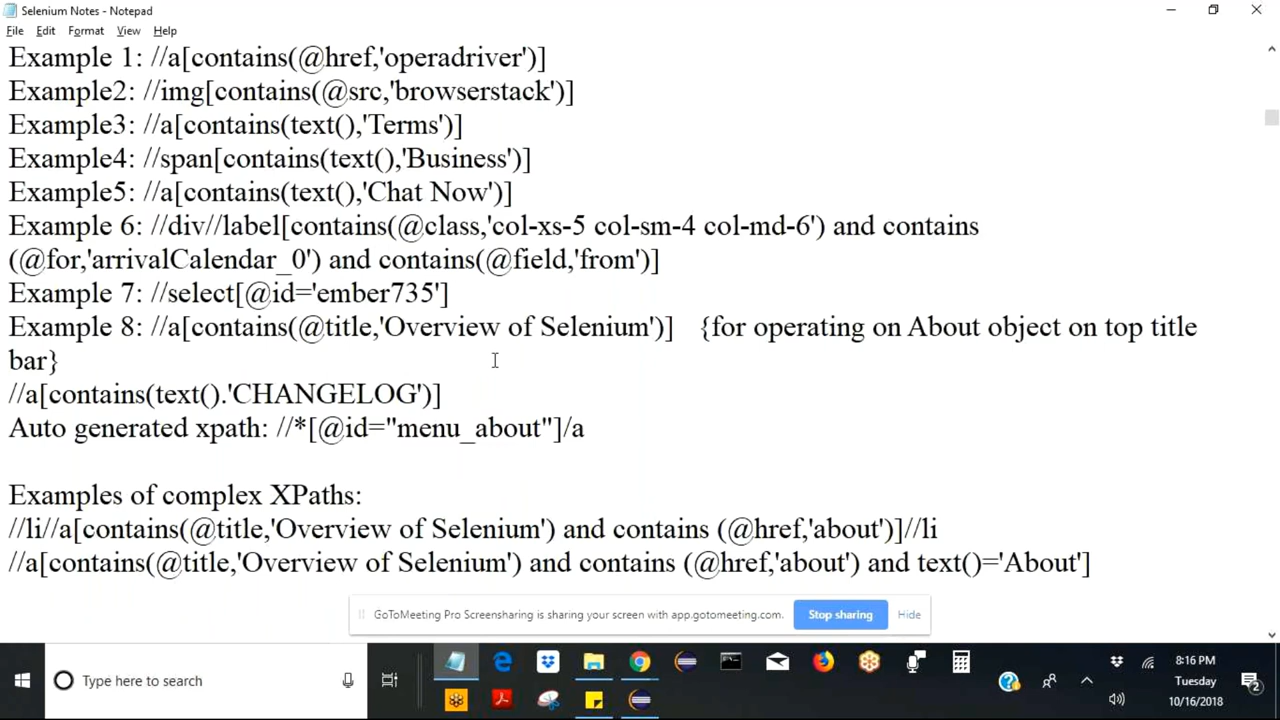 Selenium Notes - Notepad
File Edit Format View Help
Example 1: //a[contains(@href,'operadriver')]
Example2: //img[contains(@src,'browserstack')]
Example3: //a[contains(text(),'Terms')]
Example4: //span[contains(text(),'Business')]
Example5: //a[contains(text(),'Chat Now')]
Example 6: //div//label[contains(@class,'col-xs-5 col-sm-4 col-md-6') and contains
(@for,'arrivalCalendar_0') and contains(@field,'from')]
Example 7: //select[@id='ember735']
Example 8: //a[contains(@title,'Overview of Selenium')]    {for operating on About object on top title
bar}
//a[contains(text().'CHANGELOG')]
Auto generated xpath: //*[@id="menu_about"]/a
Examples of complex XPaths:
//li//a[contains(@title,'Overview of Selenium') and contains (@href,'about')]//li
//a[contains(@title,'Overview of Selenium') and contains (@href,'about') and text()='About']
GoToMeeting Pro Screensharing is sharing your screen with app.gotomeeting.com. Stop sharing Hide
Type here to search
8:16 PM
Tuesday
10/16/2018
2